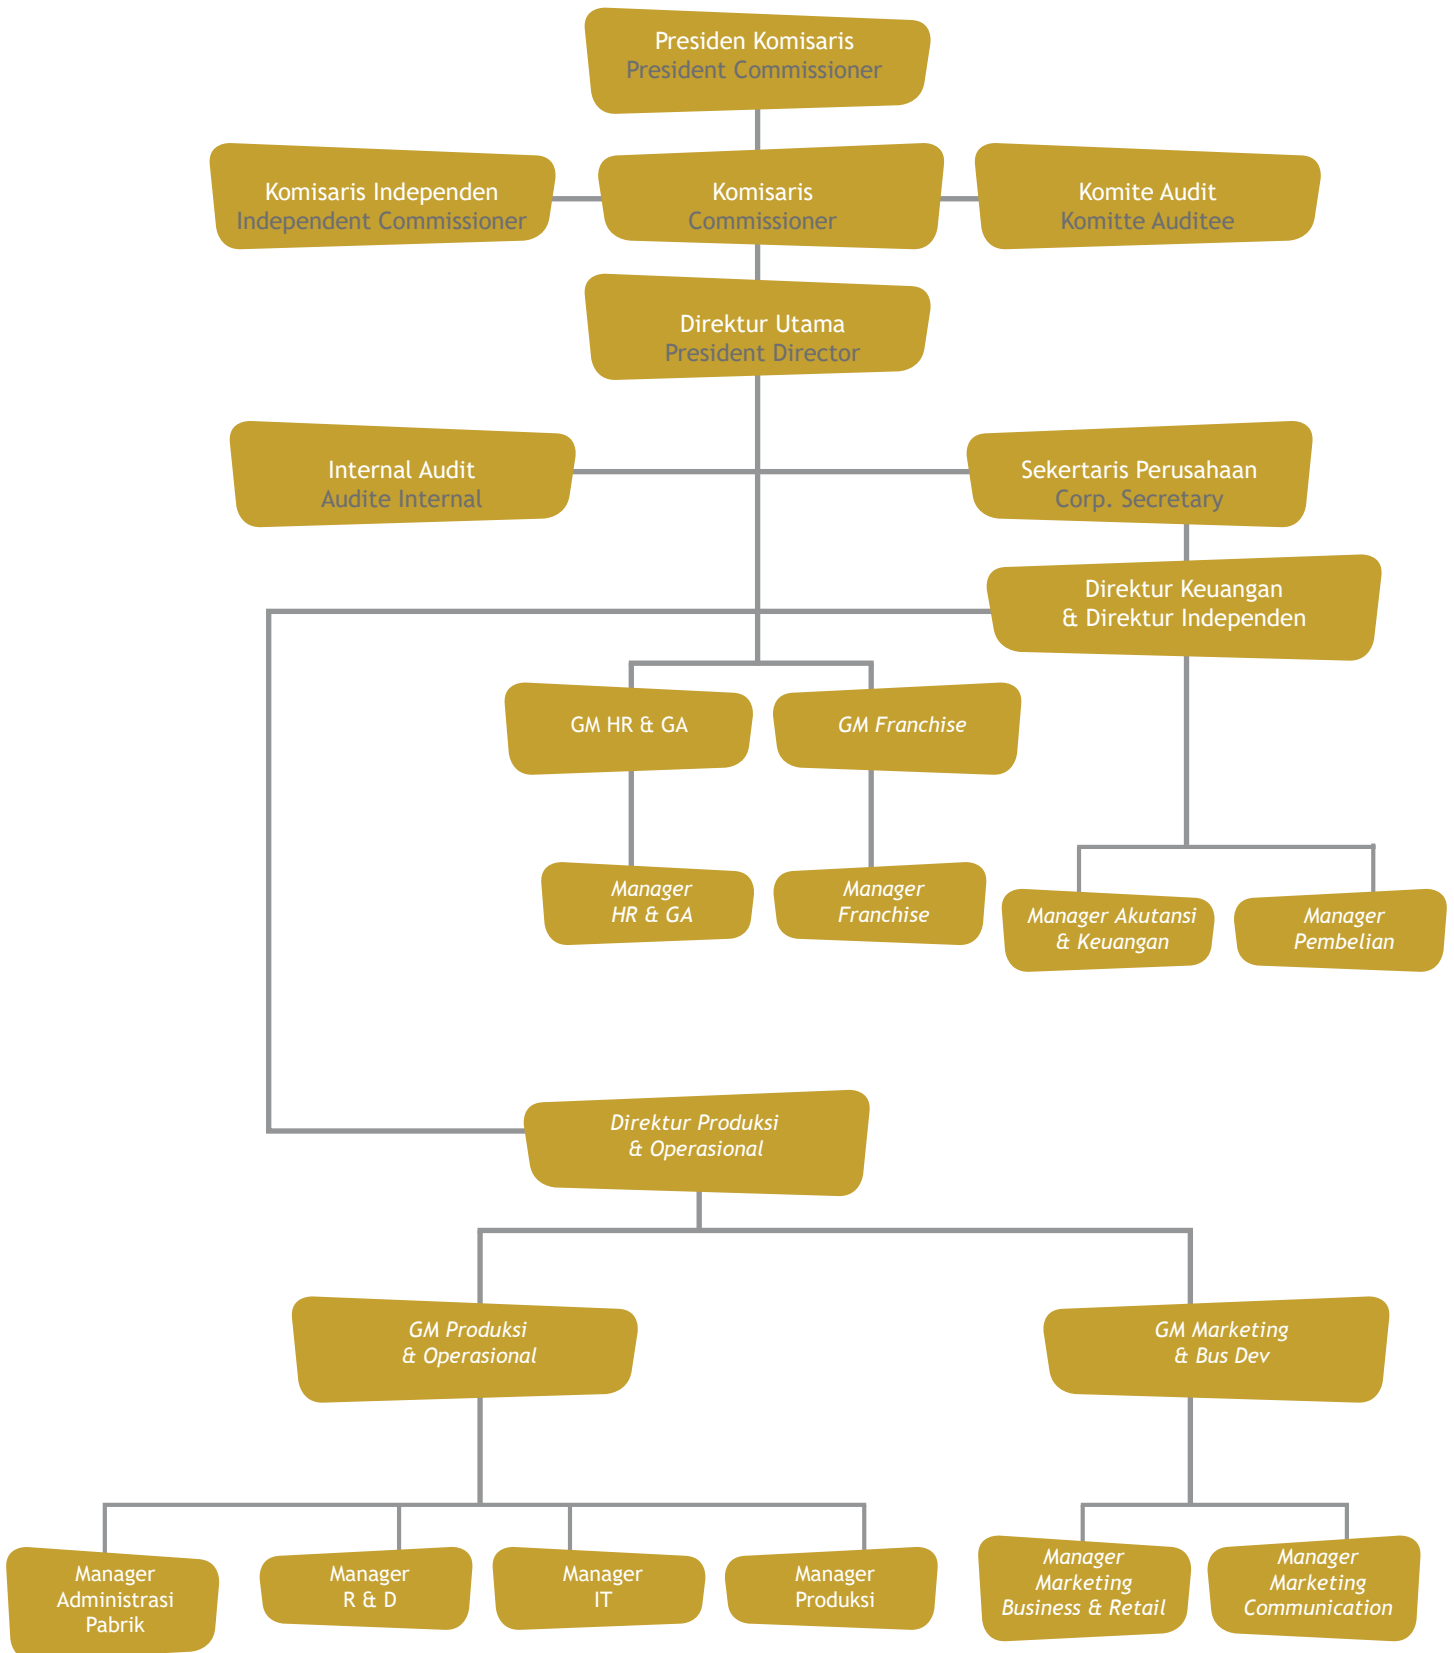 Presiden Komisaris
President Commissioner
Komisaris Independen
Independent Commissioner
Komisaris
Commissioner
Komite Audit
Komitte Auditee
Direktur Utama
President Director
Internal Audit
Audite Internal
Sekertaris Perusahaan
Corp. Secretary
Direktur Keuangan
& Direktur Independen
GM HR & GA
GM Franchise
Manager
HR & GA
Manager
Franchise
Manager Akutansi
& Keuangan
Manager
Pembelian
Direktur Produksi
& Operasional
GM Produksi
& Operasional
GM Marketing
& Bus Dev
Manager
Administrasi
Pabrik
Manager
R & D
Manager
IT
Manager
Produksi
Manager
Marketing
Business & Retail
Manager
Marketing
Communication